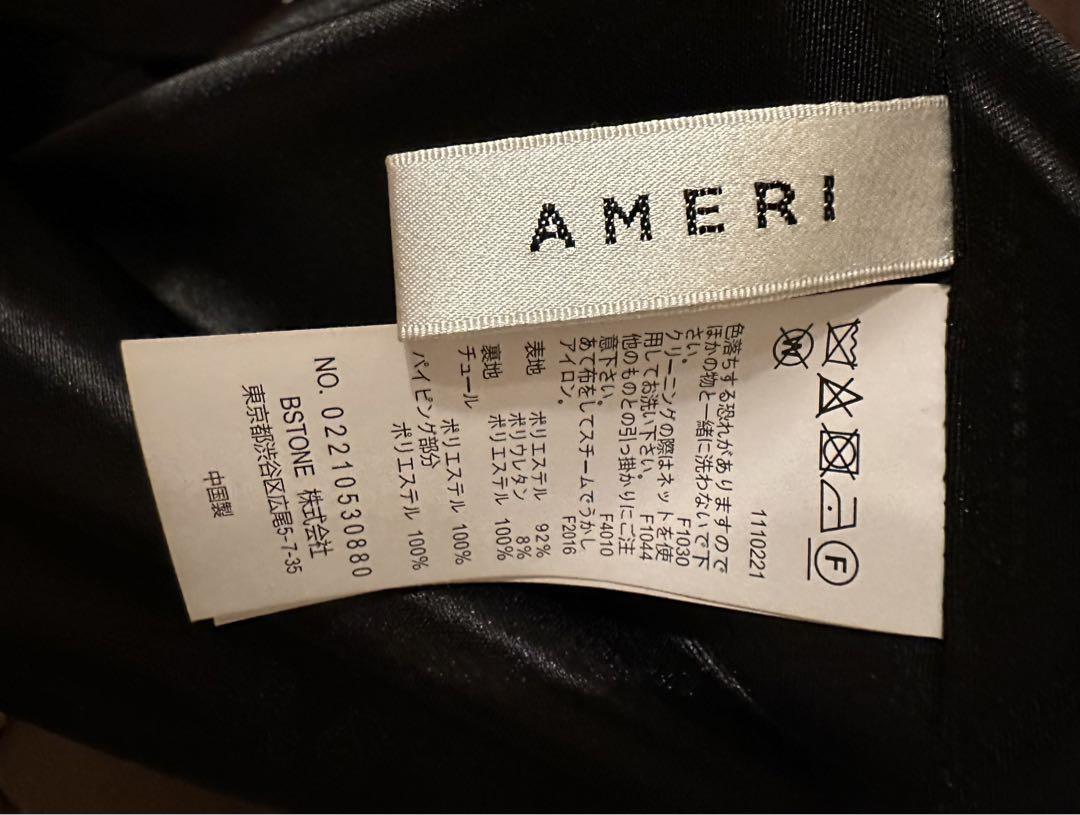 AMERI
F
W
1110221
色落ちする恐れがありますので
ほかの物と一緒に洗わないで下
さい。 F1030
クリーニングの際はネットを使
用してお洗い下さい。 F1044
他のものとの引っ掛かりにご注
意下さい。 F4010
あて布をしてスチームでうかし
アイロン。 F2016
表地 ポリエステル 92%
ポリウレタン 8%
裏地 ポリエステル 100%
チュール
ポリエステル 100%
パイピング部分
ポリエステル 100%
NO. 02210530880
BSTONE 株式会社
東京都渋谷区広尾5-7-35
中国製